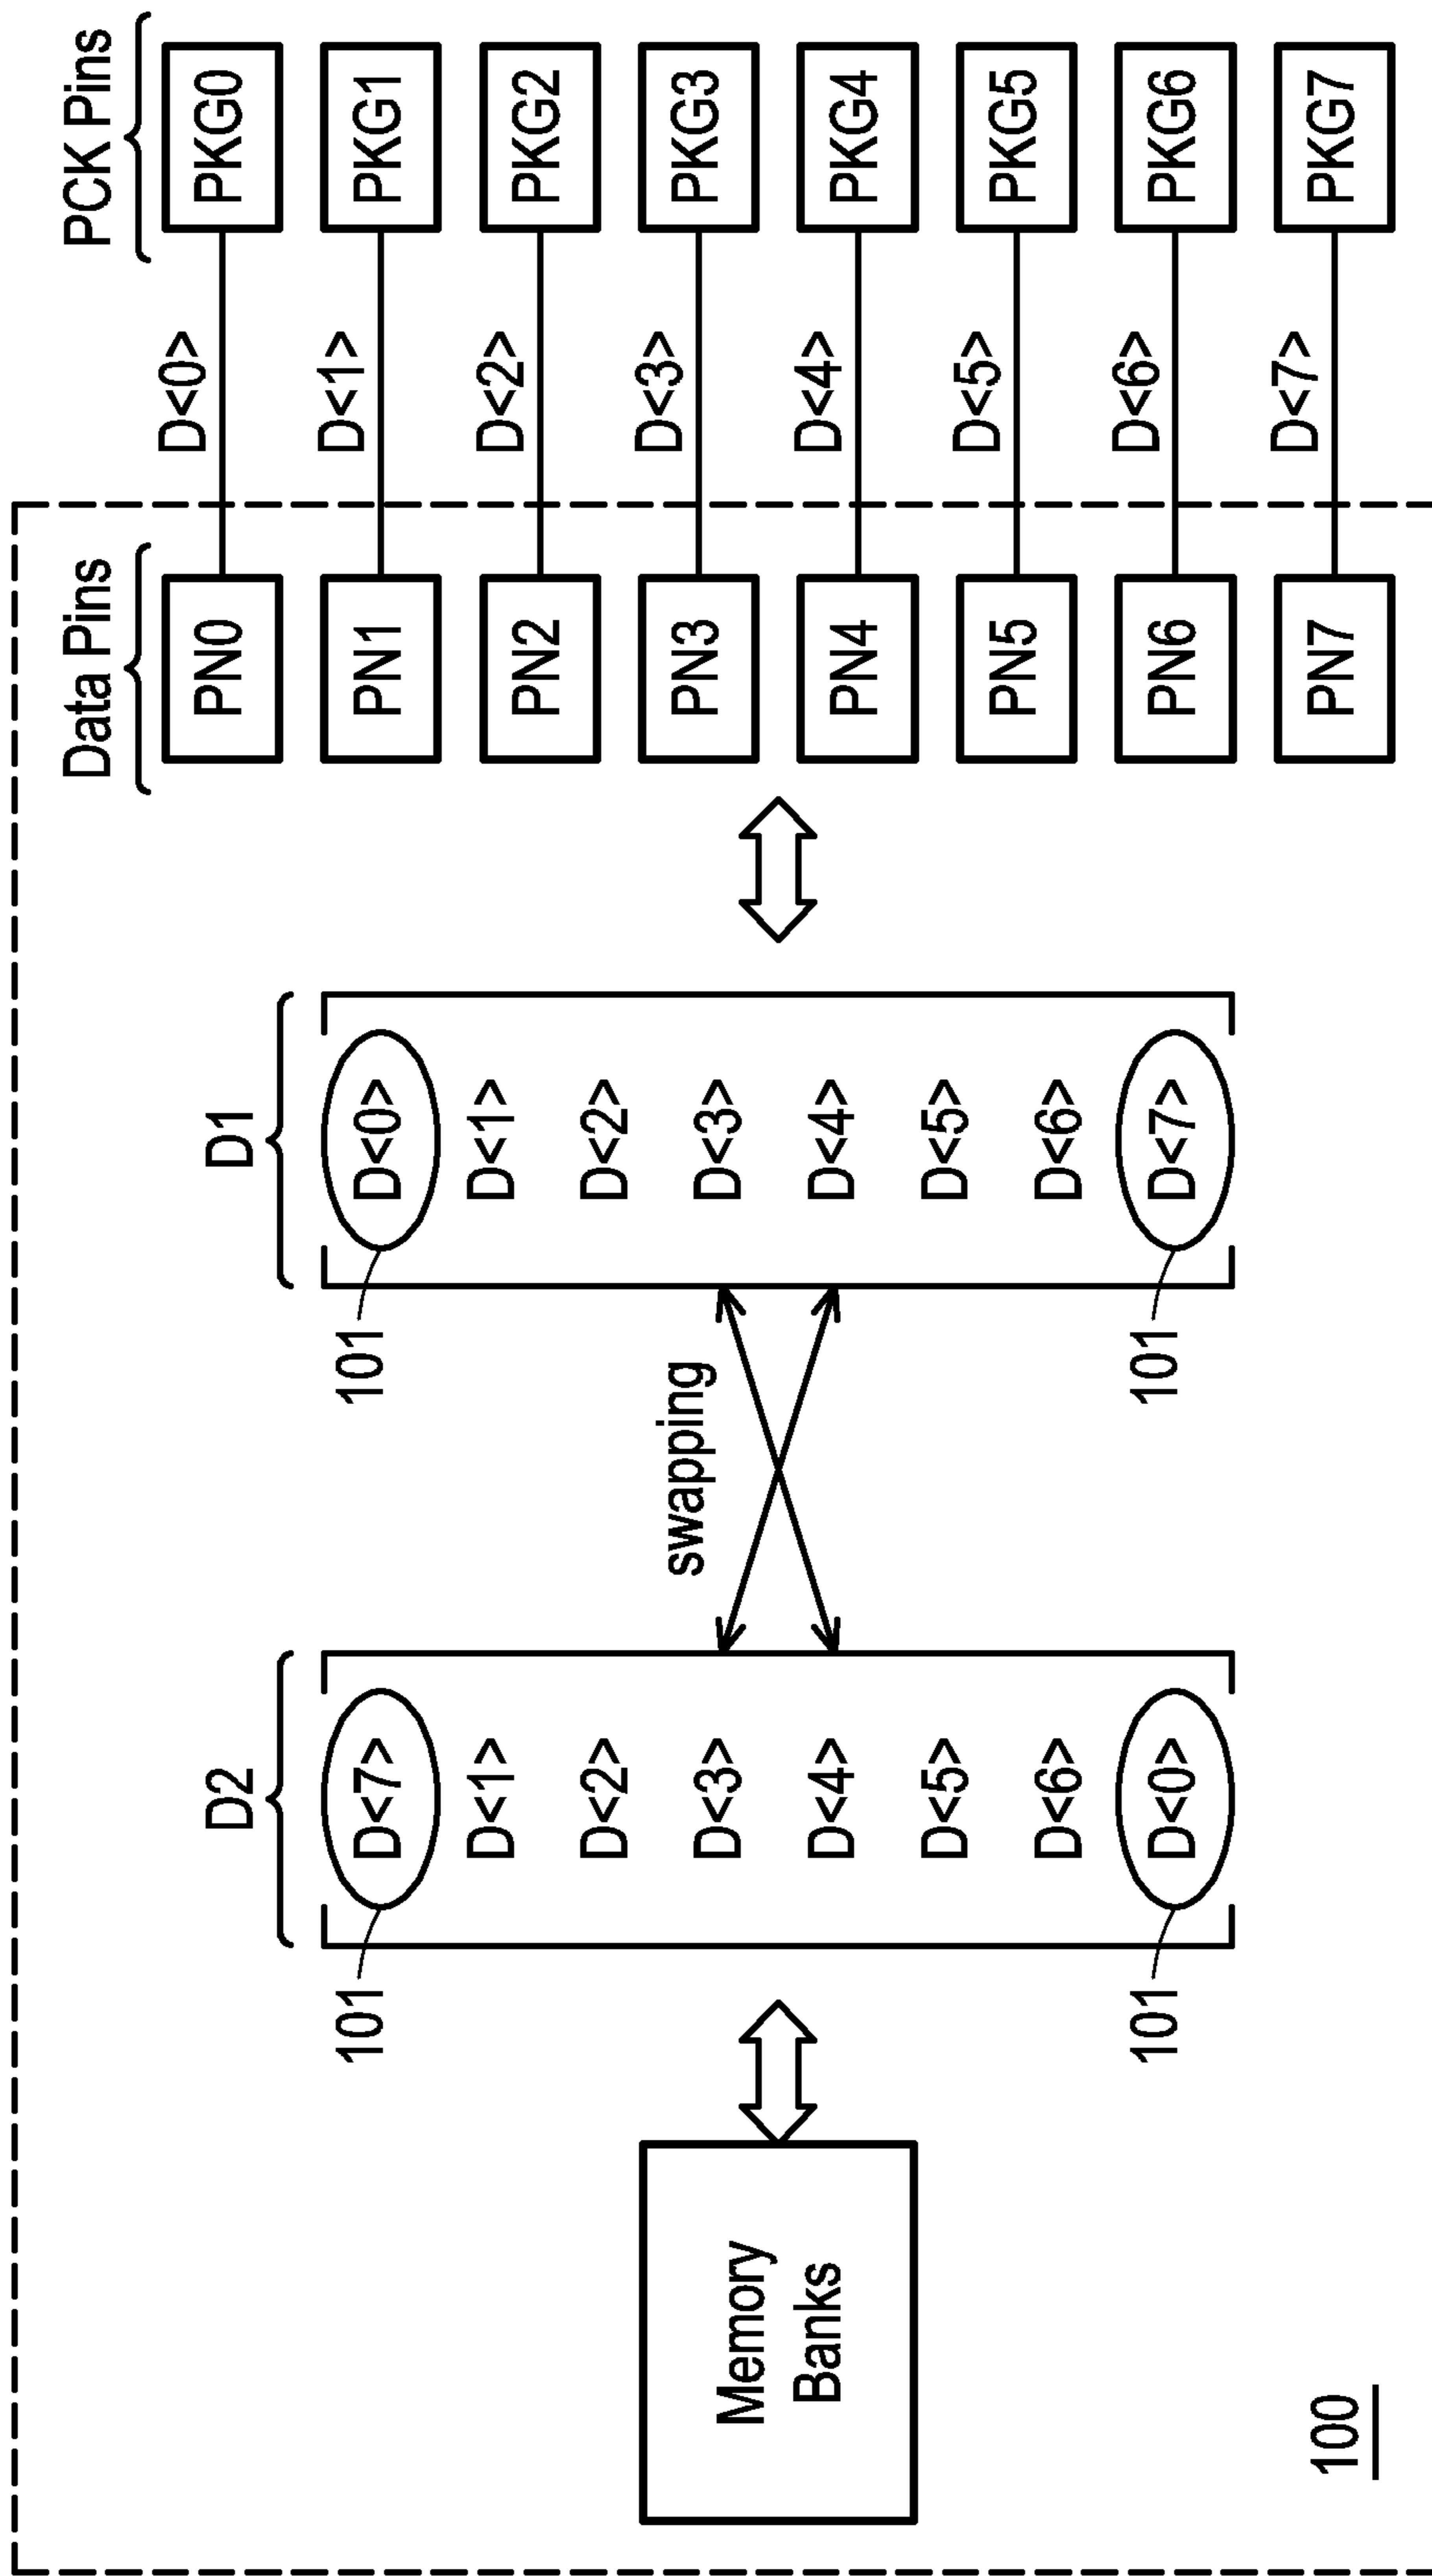 Memory
Banks
D2
D<7>
D<1>
D<2>
D<3>
D<4>
D<5>
D<6>
D<0>
101
101
swapping
D1
D<0>
D<1>
D<2>
D<3>
D<4>
D<5>
D<6>
D<7>
101
101
Data Pins
PN0
PN1
PN2
PN3
PN4
PN5
PN6
PN7
D<0>
D<1>
D<2>
D<3>
D<4>
D<5>
D<6>
D<7>
PCK Pins
PKG0
PKG1
PKG2
PKG3
PKG4
PKG5
PKG6
PKG7
100